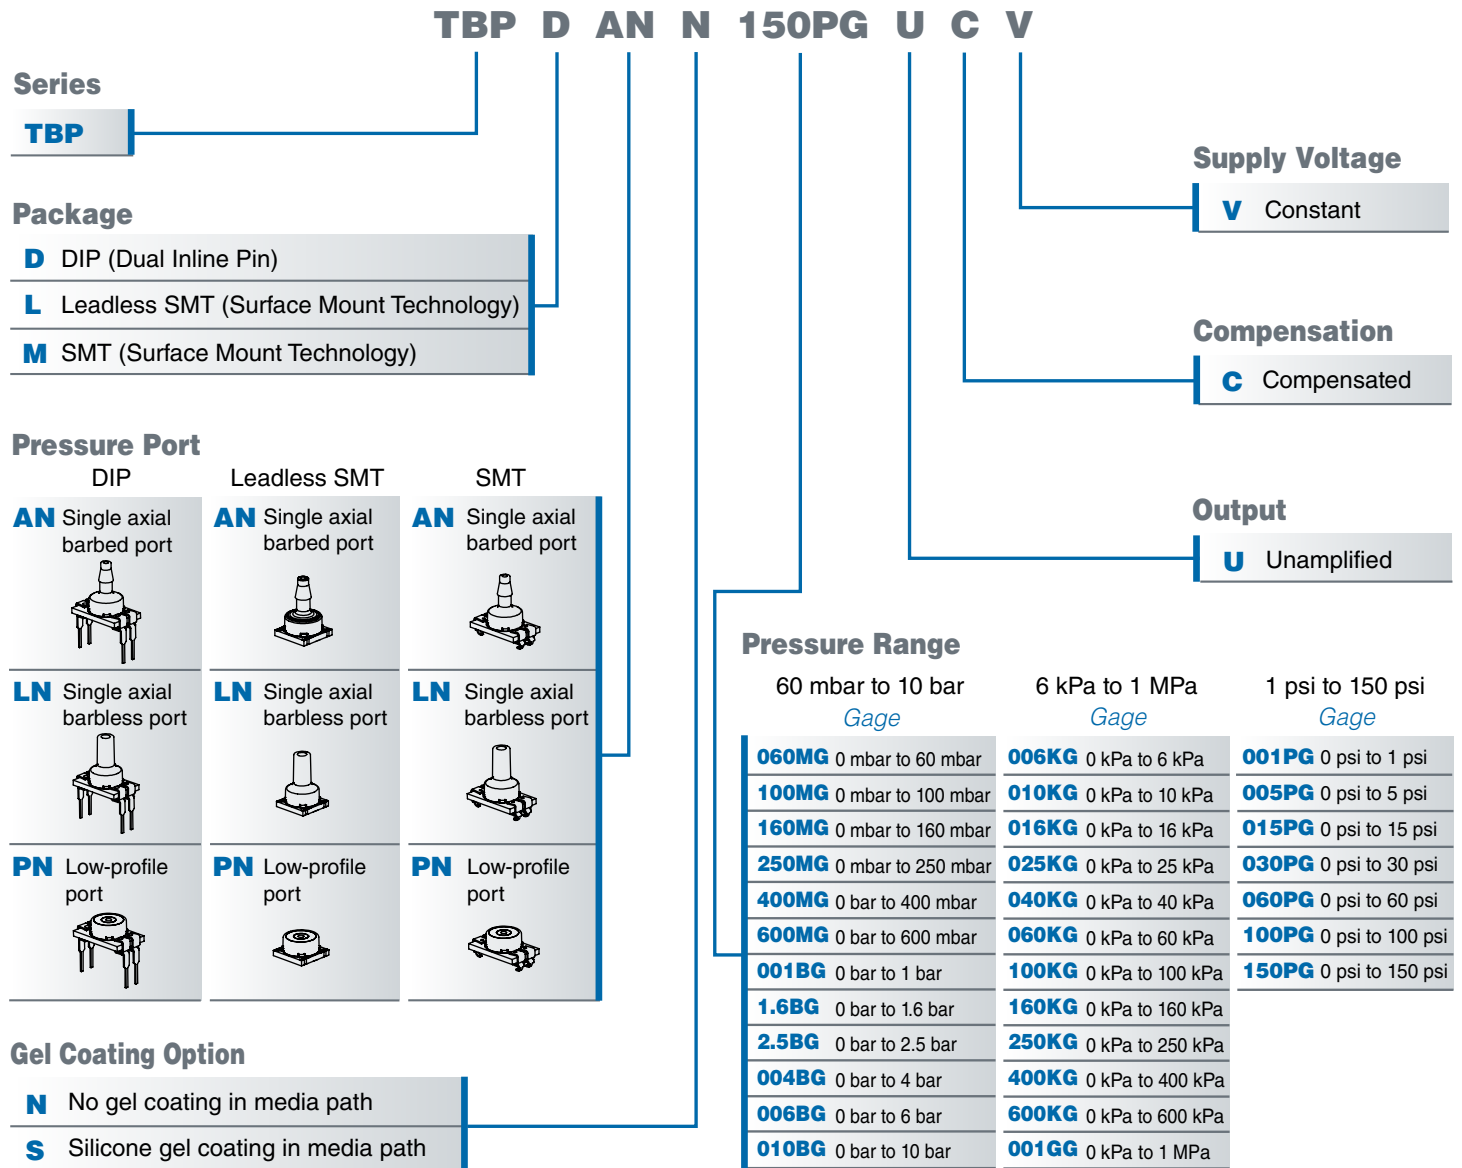 TBP D AN N 150PG U C V
Series
TBP
Package
D DIP (Dual Inline Pin)
L Leadless SMT (Surface Mount Technology)
M SMT (Surface Mount Technology)
Pressure Port
DIP Leadless SMT SMT
AN Single axial AN Single axial AN Single axial
barbed port barbed port barbed port
LN Single axial LN Single axial LN Single axial
barbless port barbless port barbless port
PN Low-profile PN Low-profile PN Low-profile
port port port
Gel Coating Option
N No gel coating in media path
S Silicone gel coating in media path
Supply Voltage
V Constant
Compensation
C Compensated
Output
U Unamplified
Pressure Range
60 mbar to 10 bar 6 kPa to 1 MPa 1 psi to 150 psi
Gage Gage Gage
060MG 0 mbar to 60 mbar 006KG 0 kPa to 6 kPa 001PG 0 psi to 1 psi
100MG 0 mbar to 100 mbar 010KG 0 kPa to 10 kPa 005PG 0 psi to 5 psi
160MG 0 mbar to 160 mbar 016KG 0 kPa to 16 kPa 015PG 0 psi to 15 psi
250MG 0 mbar to 250 mbar 025KG 0 kPa to 25 kPa 030PG 0 psi to 30 psi
400MG 0 bar to 400 mbar 040KG 0 kPa to 40 kPa 060PG 0 psi to 60 psi
600MG 0 bar to 600 mbar 060KG 0 kPa to 60 kPa 100PG 0 psi to 100 psi
001BG 0 bar to 1 bar 100KG 0 kPa to 100 kPa 150PG 0 psi to 150 psi
1.6BG 0 bar to 1.6 bar 160KG 0 kPa to 160 kPa
2.5BG 0 bar to 2.5 bar 250KG 0 kPa to 250 kPa
004BG 0 bar to 4 bar 400KG 0 kPa to 400 kPa
006BG 0 bar to 6 bar 600KG 0 kPa to 600 kPa
010BG 0 bar to 10 bar 001GG 0 kPa to 1 MPa